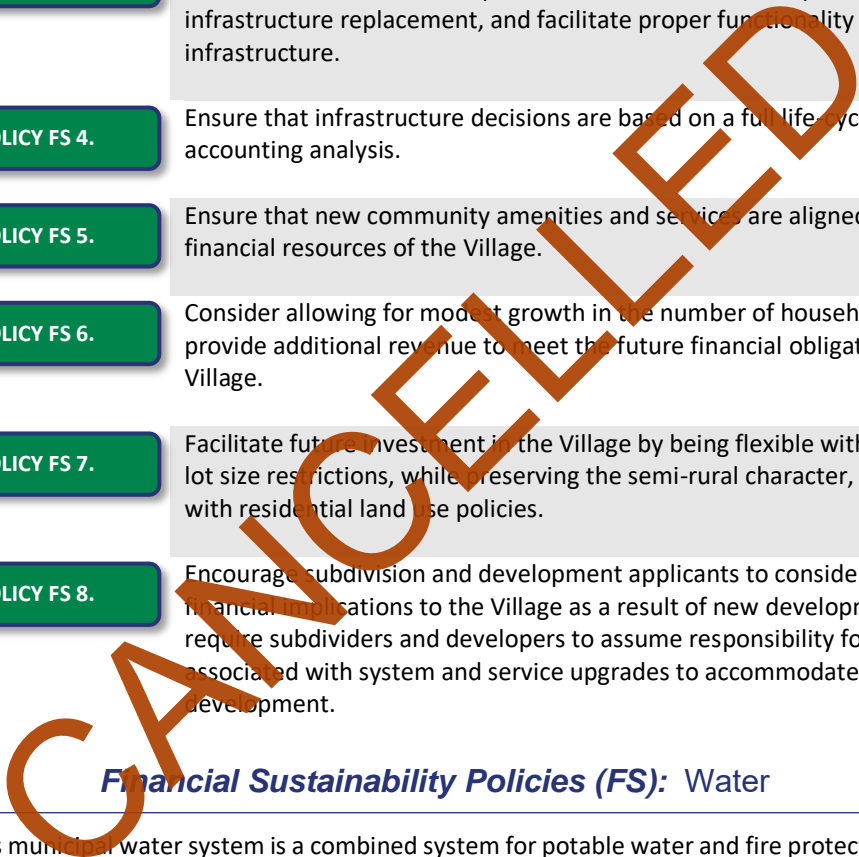 infrastructure replacement, and facilitate proper functionality
infrastructure.
LICY FS 4.
Ensure that infrastructure decisions are based on a full life-cyc
accounting analysis.
LICY FS 5.
Ensure that new community amenities and services are aligned
financial resources of the Village.
LICY FS 6.
Consider allowing for modest growth in the number of househ
provide additional revenue to meet the future financial obligat
Village.
LICY FS 7.
Facilitate future investment in the Village by being flexible with
lot size restrictions, while preserving the semi-rural character,
with residential land use policies.
LICY FS 8.
Encourage subdivision and development applicants to conside
financial implications to the Village as a result of new developm
require subdividers and developers to assume responsibility fo
associated with system and service upgrades to accommodate
development.
Financial Sustainability Policies (FS): Water
s municipal water system is a combined system for potable water and fire protec
CANCELLED